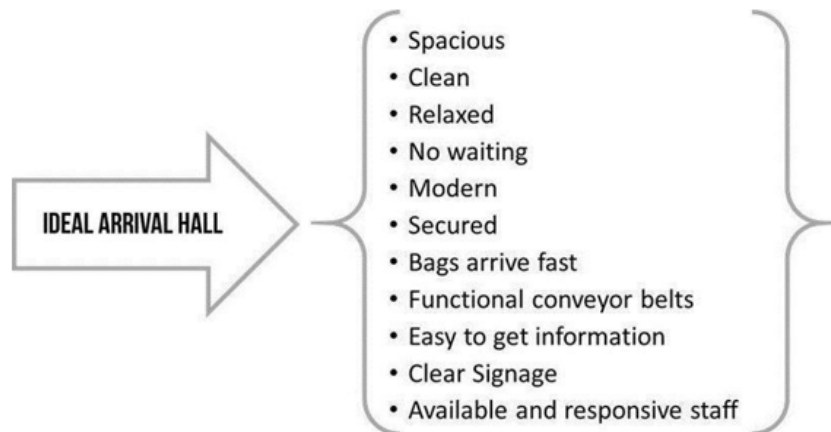 IDEAL ARRIVAL HALL
• Spacious
• Clean
• Relaxed
• No waiting
• Modern
• Secured
• Bags arrive fast
• Functional conveyor belts
• Easy to get information
• Clear Signage
• Available and responsive staff